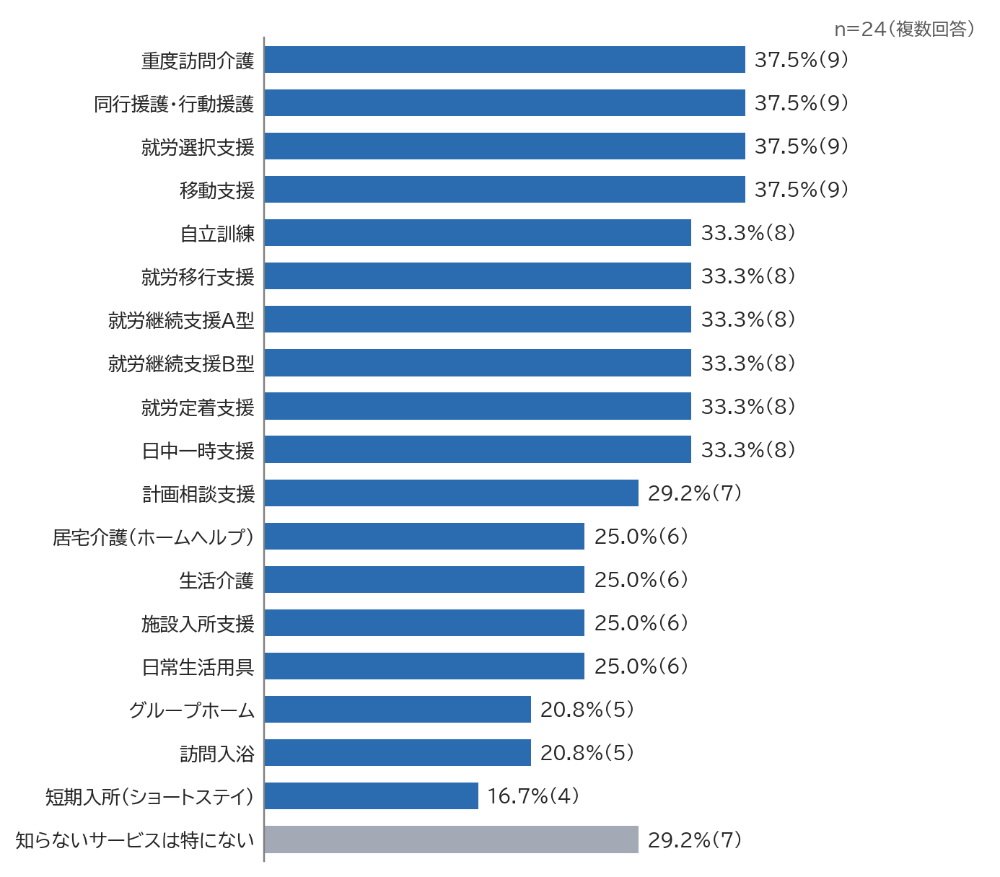 n=24(複数回答)
重度訪問介護 37.5%(9)
同行援護・行動援護 37.5%(9)
就労選択支援 37.5%(9)
移動支援 37.5%(9)
自立訓練 33.3%(8)
就労移行支援 33.3%(8)
就労継続支援A型 33.3%(8)
就労継続支援B型 33.3%(8)
就労定着支援 33.3%(8)
日中一時支援 33.3%(8)
計画相談支援 29.2%(7)
居宅介護(ホームヘルプ) 25.0%(6)
生活介護 25.0%(6)
施設入所支援 25.0%(6)
日常生活用具 25.0%(6)
グループホーム 20.8%(5)
訪問入浴 20.8%(5)
短期入所(ショートステイ) 16.7%(4)
知らないサービスは特にない 29.2%(7)